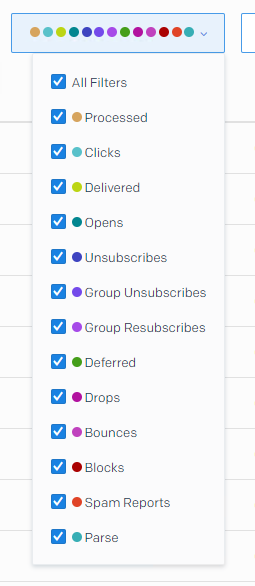 All Filters
Processed
Clicks
Delivered
Opens
Unsubscribes
Group Unsubscribes
Group Resubscribes
Deferred
Drops
Bounces
Blocks
Spam Reports
Parse